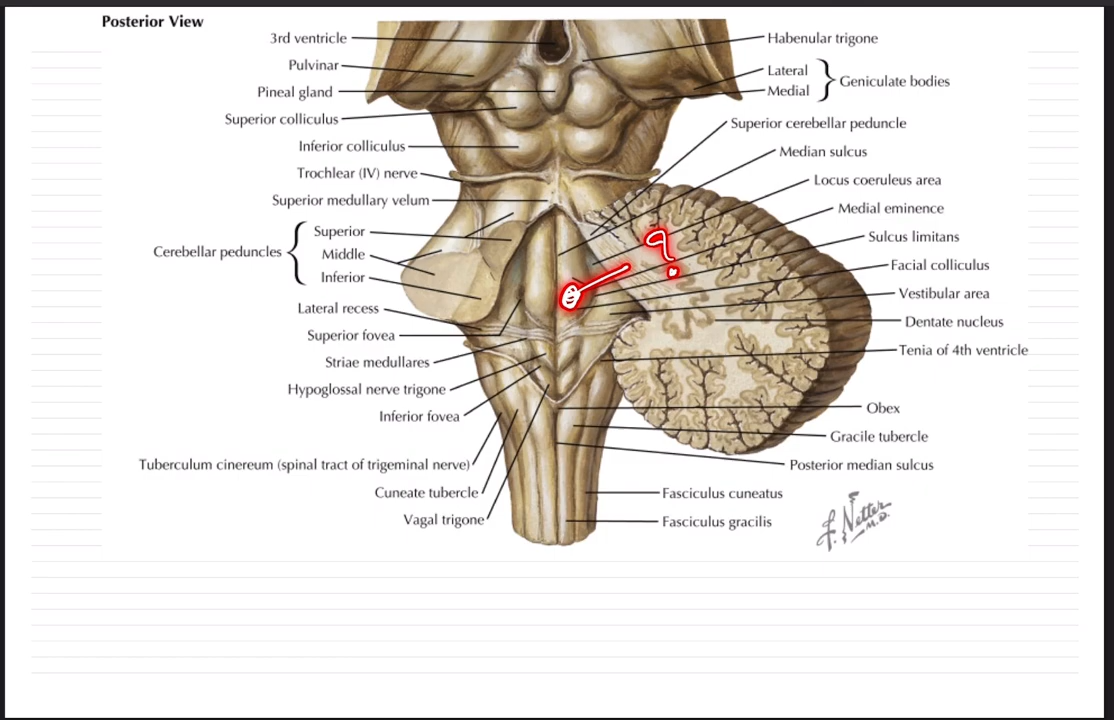 Posterior View
3rd ventricle
Pulvinar
Pineal gland
Superior colliculus
Inferior colliculus
Trochlear (IV) nerve
Superior medullary velum
Cerebellar peduncles
Superior
Middle
Inferior
Lateral recess
Superior fovea
Striae medullares
Hypoglossal nerve trigone
Inferior fovea
Tuberculum cinereum (spinal tract of trigeminal nerve)
Cuneate tubercle
Vagal trigone
Habenular trigone
Lateral
Medial
Geniculate bodies
Superior cerebellar peduncle
Median sulcus
Locus coeruleus area
Medial eminence
Sulcus limitans
Facial colliculus
Vestibular area
Dentate nucleus
Tenia of 4th ventricle
Obex
Gracile tubercle
Posterior median sulcus
Fasciculus cuneatus
Fasciculus gracilis
?
F. Netter
M.D.